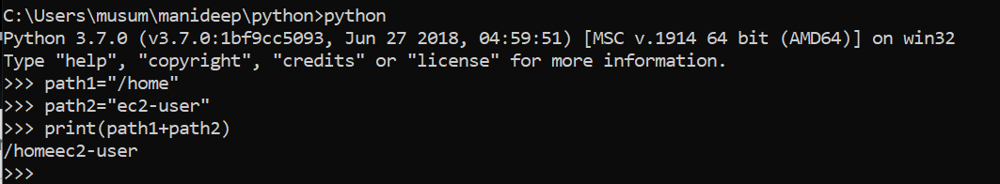 C:\Users\musum\manideep\python>python
Python 3.7.0 (v3.7.0:1bf9cc5093, Jun 27 2018, 04:59:51) [MSC v.1914 64 bit (AMD64)] on win32
Type "help", "copyright", "credits" or "license" for more information.
>>> path1="/home"
>>> path2="ec2-user"
>>> print(path1+path2)
/homeec2-user
>>>